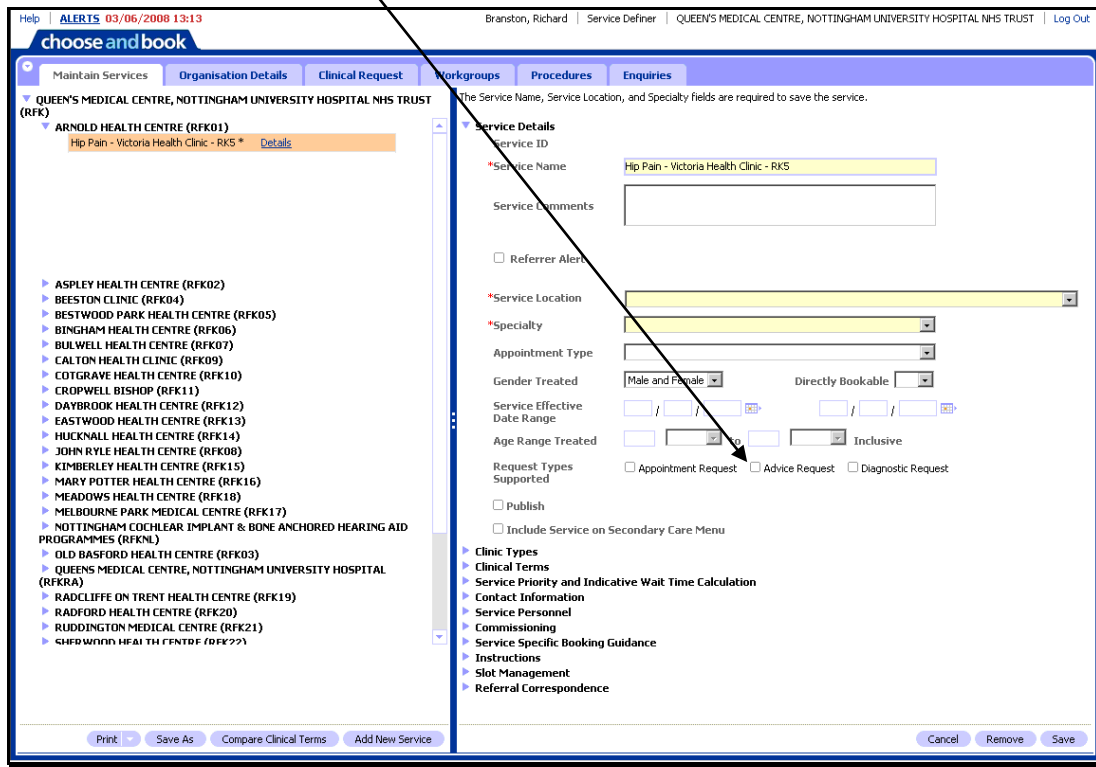 Help | ALERTS 03/06/2008 13:13 Branston, Richard | Service Definer | QUEEN'S MEDICAL CENTRE, NOTTINGHAM UNIVERSITY HOSPITAL NHS TRUST | Log Out
choose and book
Maintain Services Organisation Details Clinical Request Workgroups Procedures Enquiries
QUEEN'S MEDICAL CENTRE, NOTTINGHAM UNIVERSITY HOSPITAL NHS TRUST
(RFK)
ARNOLD HEALTH CENTRE (RFK01)
Hip Pain - Victoria Health Clinic - RK5 * Details
ASPLEY HEALTH CENTRE (RFK02)
BEESTON CLINIC (RFK04)
BESTWOOD PARK HEALTH CENTRE (RFK05)
BINGHAM HEALTH CENTRE (RFK06)
BULWELL HEALTH CENTRE (RFK07)
CALTON HEALTH CLINIC (RFK09)
COTGRAVE HEALTH CENTRE (RFK10)
CROPWELL BISHOP (RFK11)
DAYBROOK HEALTH CENTRE (RFK12)
EASTWOOD HEALTH CENTRE (RFK13)
HUCKNALL HEALTH CENTRE (RFK14)
JOHN RYLE HEALTH CENTRE (RFK08)
KIMBERLEY HEALTH CENTRE (RFK15)
MARY POTTER HEALTH CENTRE (RFK16)
MEADOWS HEALTH CENTRE (RFK18)
MELBOURNE PARK MEDICAL CENTRE (RFK17)
NOTTINGHAM COCHLEAR IMPLANT & BONE ANCHORED HEARING AID
PROGRAMMES (RFKNL)
OLD BASFORD HEALTH CENTRE (RFK03)
QUEENS MEDICAL CENTRE, NOTTINGHAM UNIVERSITY HOSPITAL
(RFKRA)
RADCLIFFE ON TRENT HEALTH CENTRE (RFK19)
RADFORD HEALTH CENTRE (RFK20)
RUDDINGTON MEDICAL CENTRE (RFK21)
SHERWOOD HEALTH CENTRE (RFK22)
Print Save As Compare Clinical Terms Add New Service
The Service Name, Service Location, and Specialty fields are required to save the service.
Service Details
Service ID
*Service Name Hip Pain - Victoria Health Clinic - RK5
Service Comments
Referrer Alert
*Service Location
*Specialty
Appointment Type
Gender Treated Male and Female Directly Bookable
Service Effective / / / /
Date Range
Age Range Treated to Inclusive
Request Types Appointment Request Advice Request Diagnostic Request
Supported
Publish
Include Service on Secondary Care Menu
Clinic Types
Clinical Terms
Service Priority and Indicative Wait Time Calculation
Contact Information
Service Personnel
Commissioning
Service Specific Booking Guidance
Instructions
Slot Management
Referral Correspondence
Cancel Remove Save